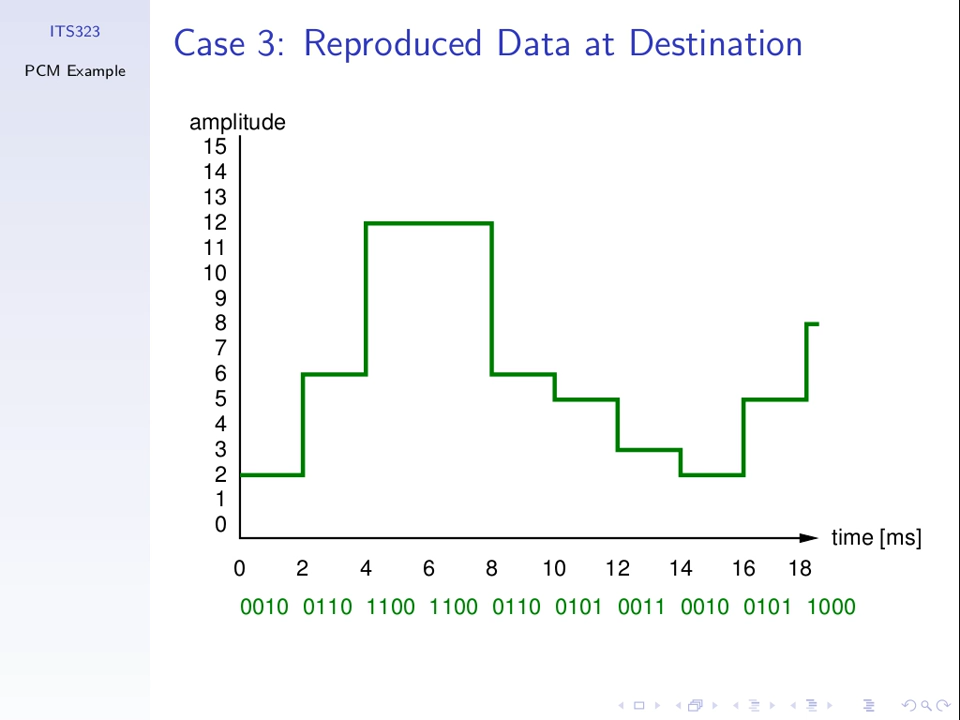 ITS323
PCM Example
Case 3: Reproduced Data at Destination
amplitude
15
14
13
12
11
10
9
8
7
6
5
4
3
2
1
0
time [ms]
0 2 4 6 8 10 12 14 16 18
0010 0110 1100 1100 0110 0101 0011 0010 0101 1000